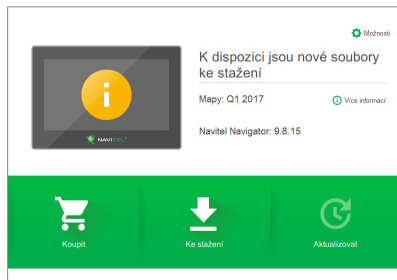 Možnosti
K dispozici jsou nové soubory
ke stažení
Mapy: Q1 2017
Více informací
Navitel Navigator: 9.8.15
NAVITEL
Koupit
Ke stažení
Aktualizovat